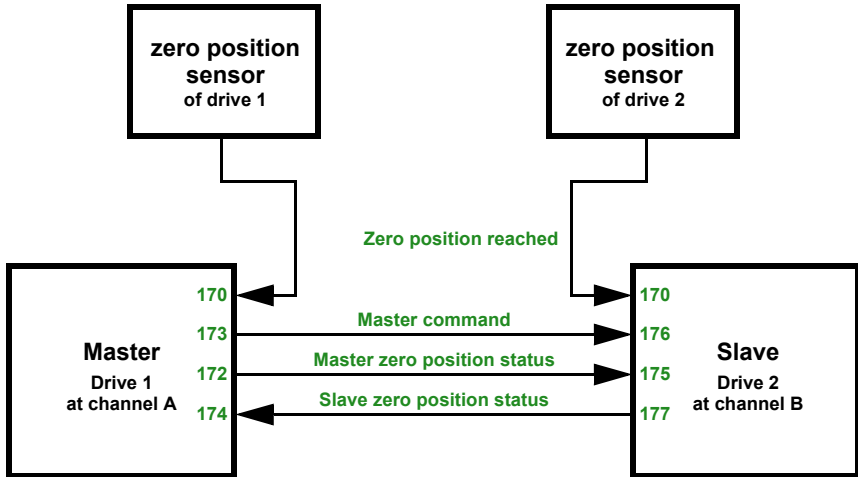 zero position
sensor
of drive 1
zero position
sensor
of drive 2
Zero position reached
Master
Drive 1
at channel A
170
173
172
174
Master command
Master zero position status
Slave zero position status
170
176
175
177
Slave
Drive 2
at channel B